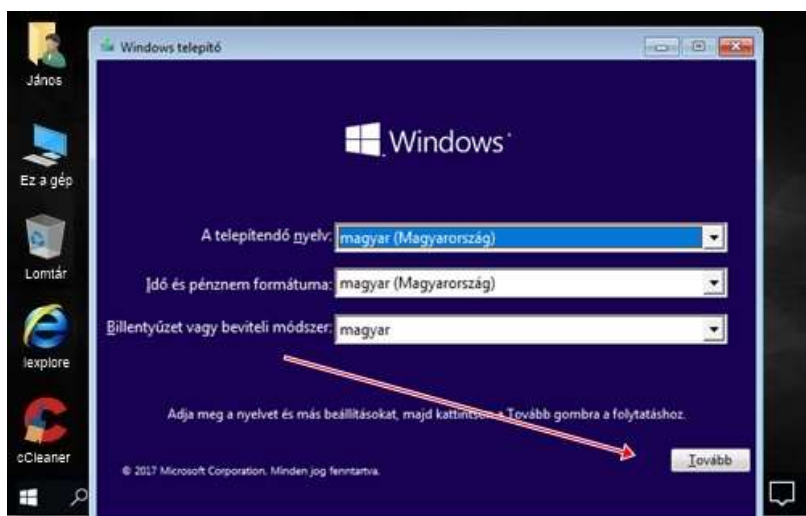 János
Ez a gép
Lomtár
Iexplore
cCleaner
Windows telepítő
Windows
A telepítendő nyelv:
magyar (Magyarország)
Idő és pénznem formátuma:
magyar (Magyarország)
Billentyűzet vagy beviteli módszer:
magyar
Adja meg a nyelvet és más beállításokat, majd kattintson a Tovább gombra a folytatáshoz.
© 2017 Microsoft Corporation. Minden jog fenntartva.
Tovább